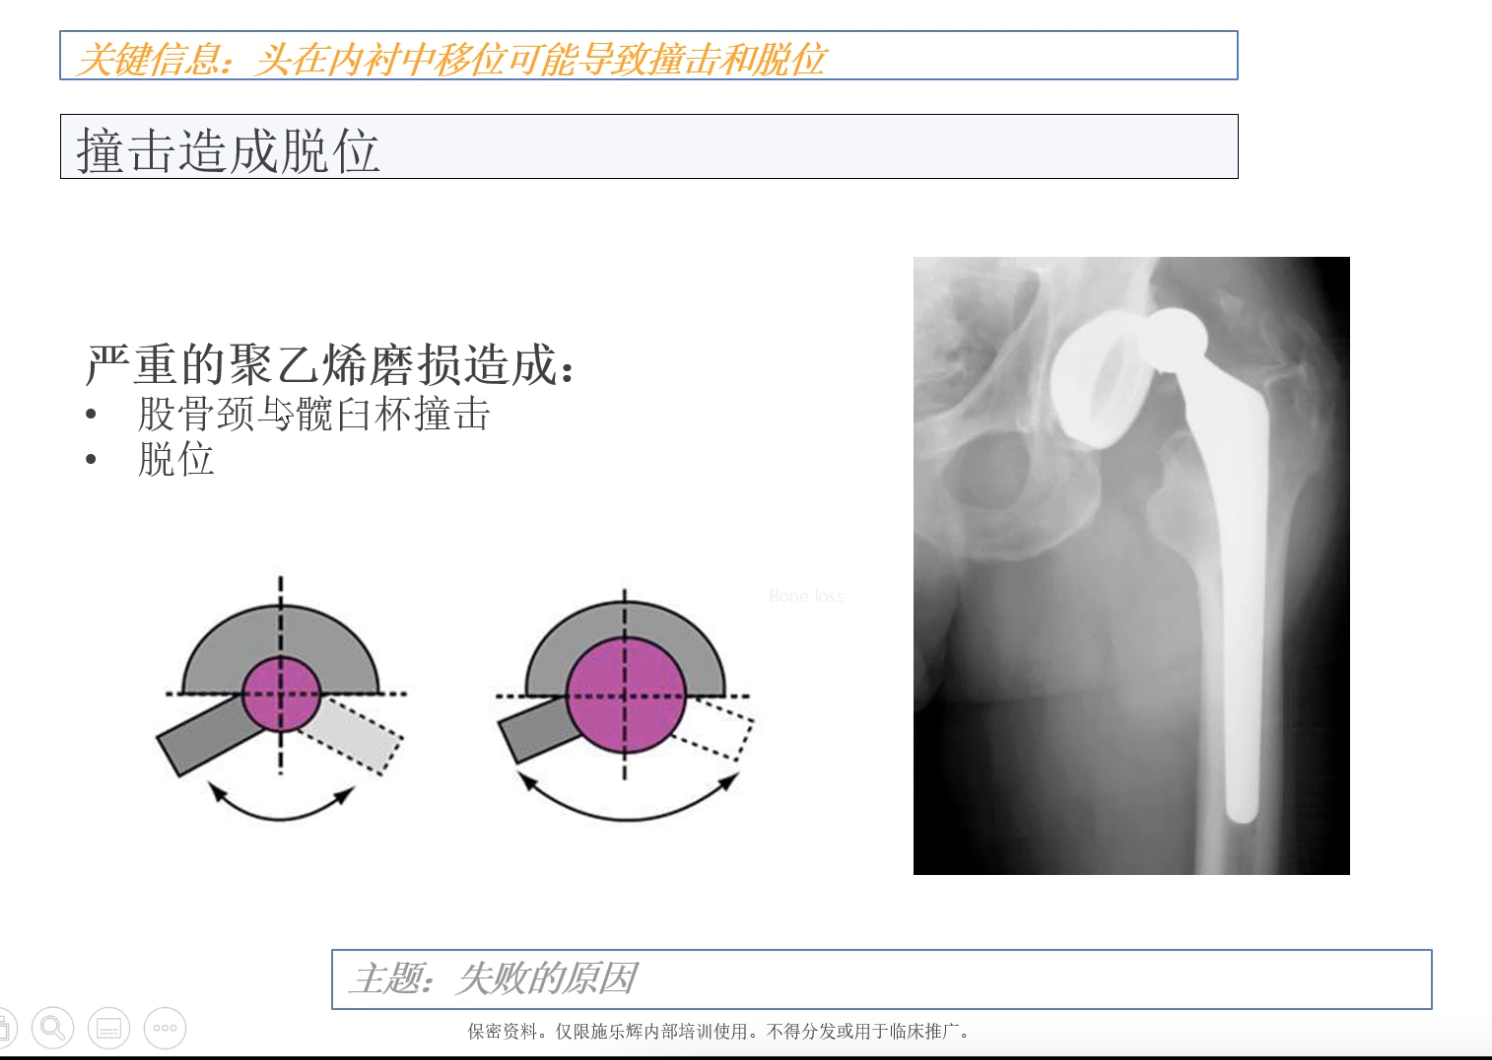 关键信息：头在内衬中移位可能导致撞击和脱位
撞击造成脱位
严重的聚乙烯磨损造成：
• 股骨颈与髋臼杯撞击
• 脱位
Bone loss
主题：失败的原因
保密资料。仅限施乐辉内部培训使用。不得分发或用于临床推广。